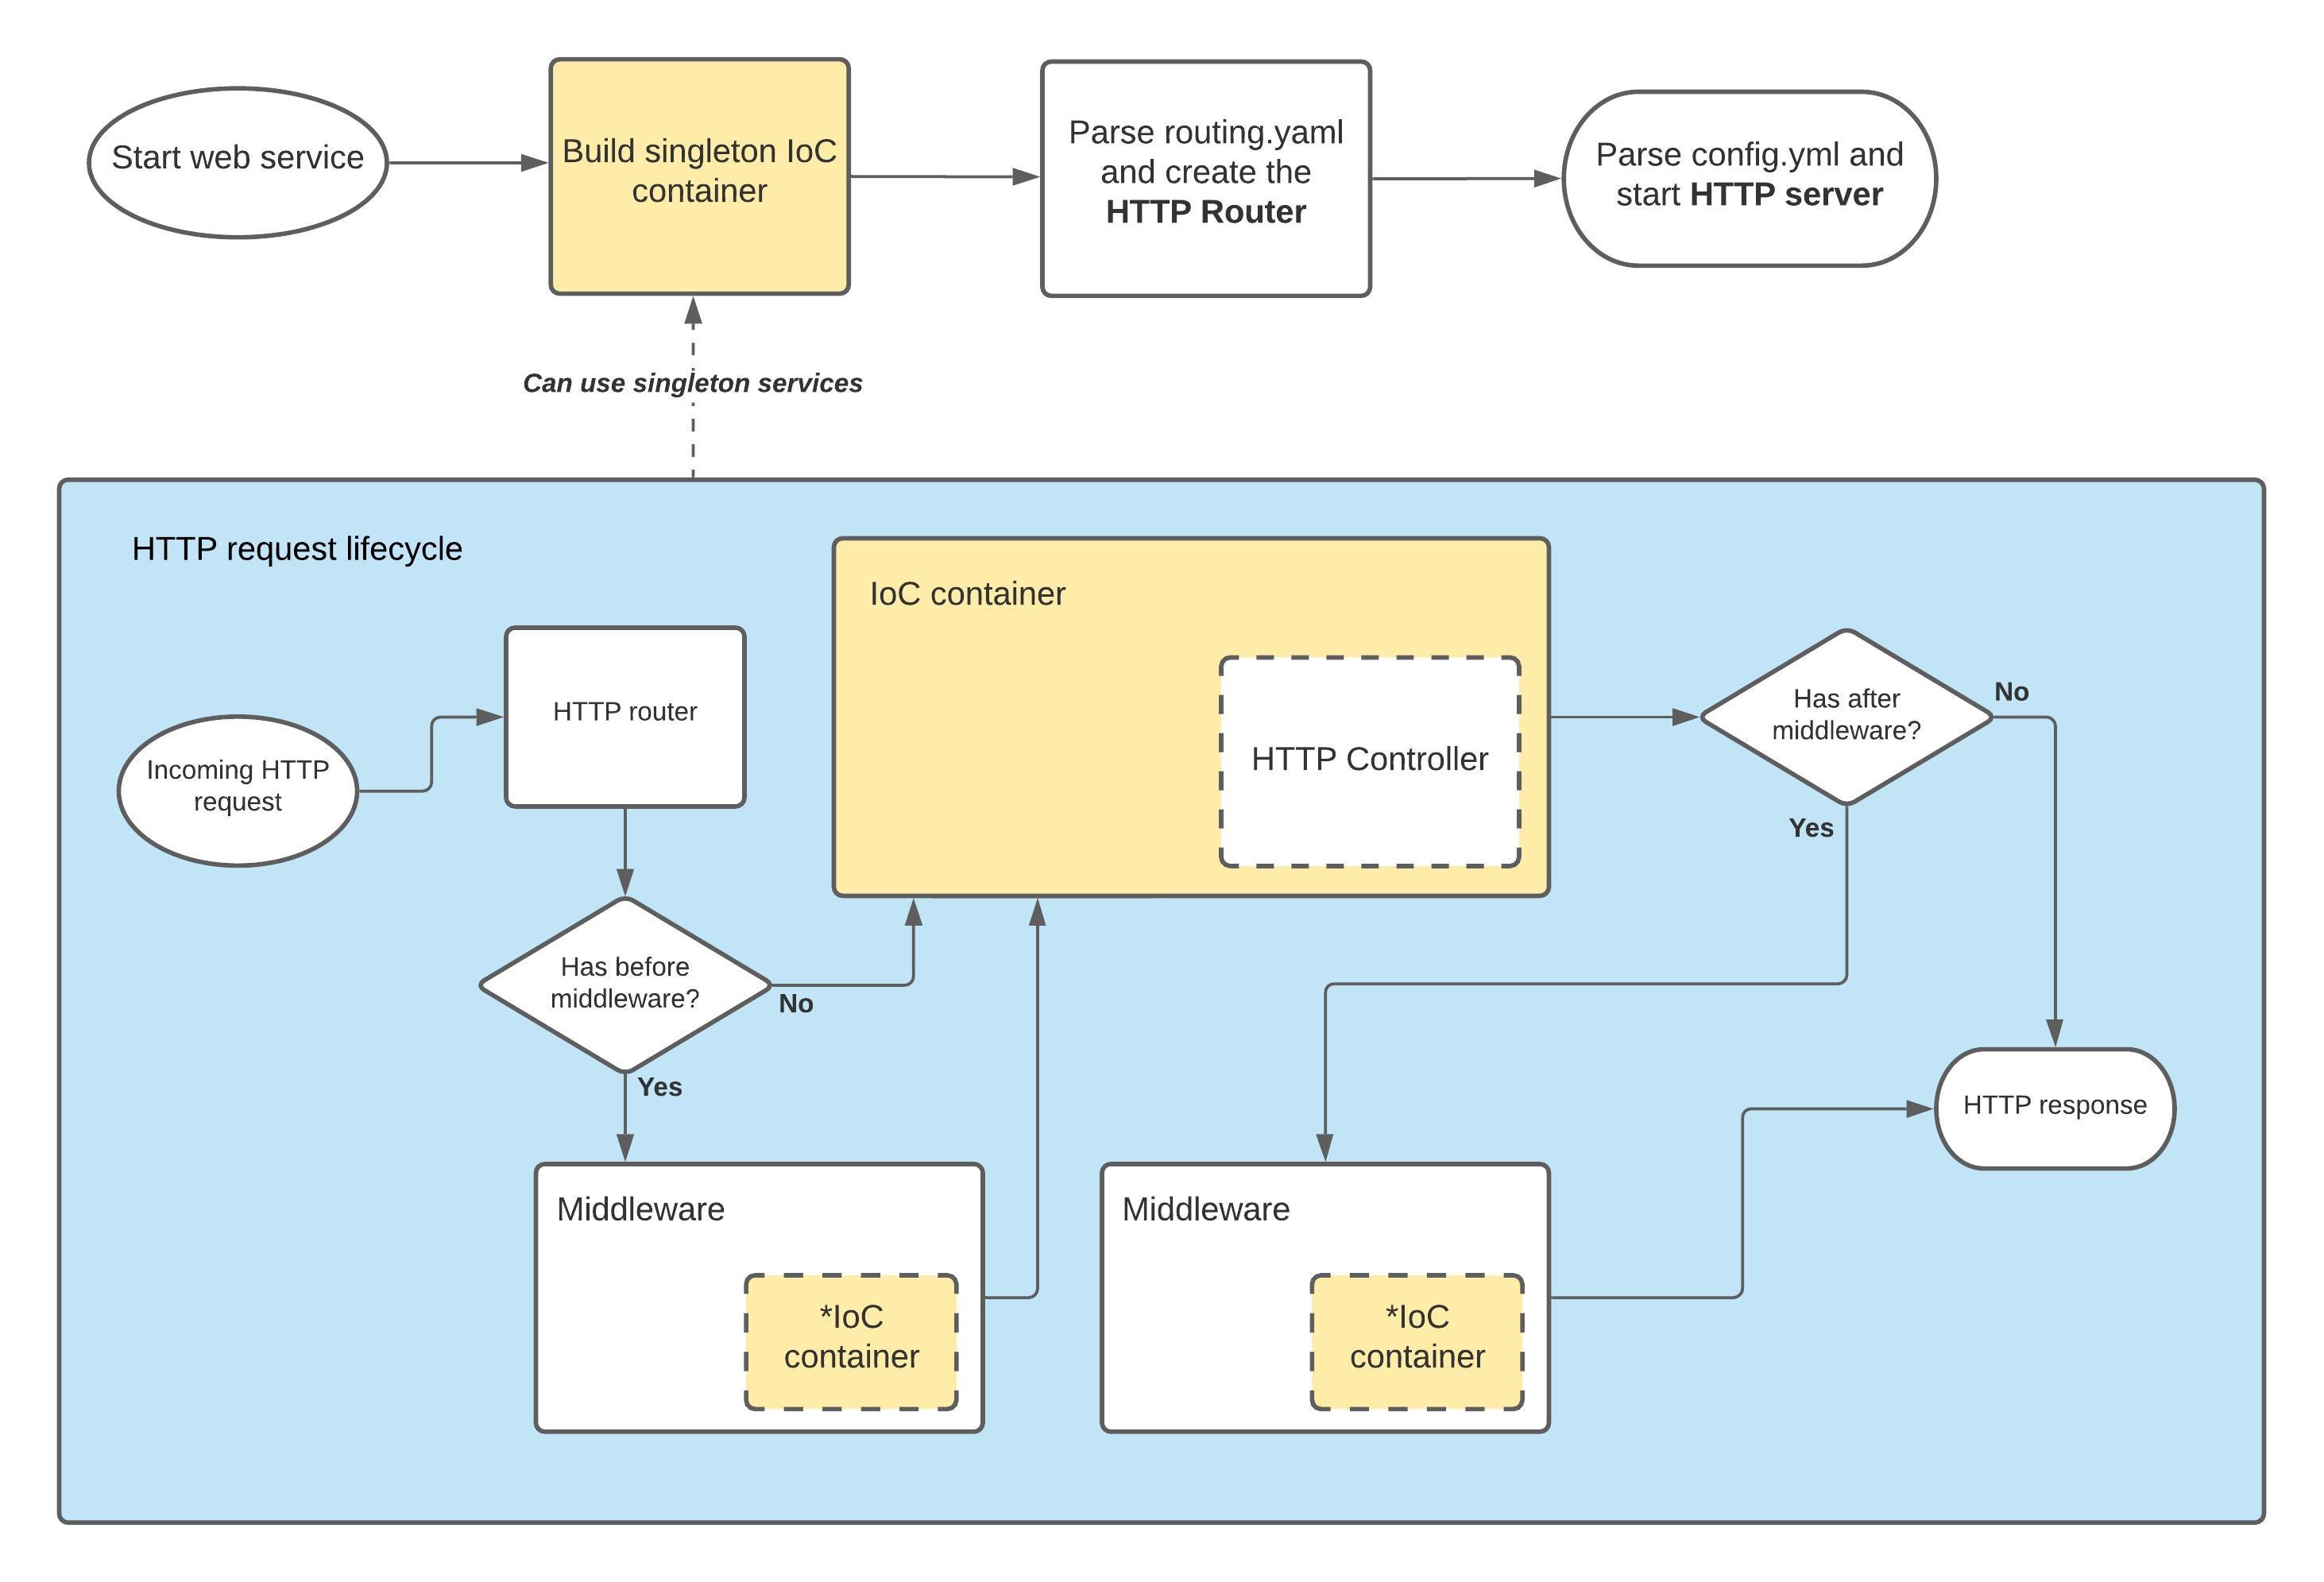 Start web service
Build singleton IoC
container
Parse routing.yaml
and create the
HTTP Router
Parse config.yml and
start HTTP server
Can use singleton services
HTTP request lifecycle
IoC container
HTTP router
Incoming HTTP
request
HTTP Controller
Has after
middleware?
No
Yes
Has before
middleware?
No
Yes
HTTP response
Middleware
*IoC
container
Middleware
*IoC
container